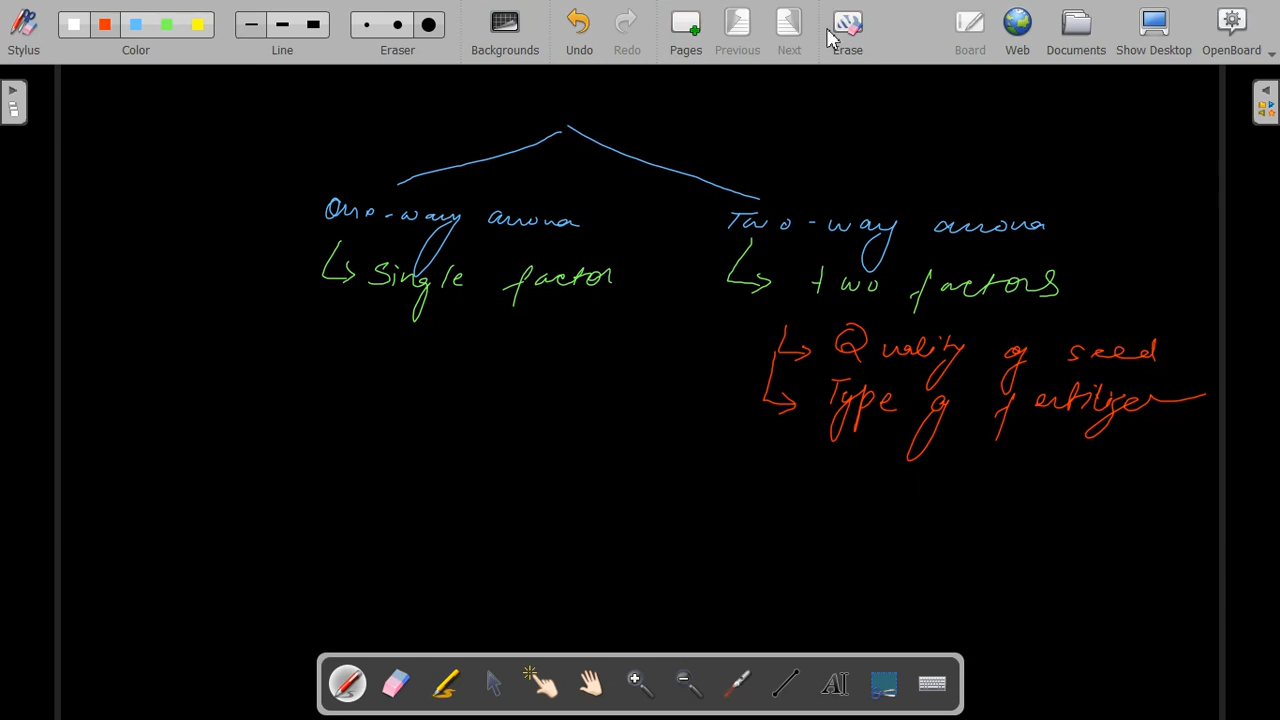 Stylus Color Line Eraser Backgrounds Undo Redo Pages Previous Next Erase Board Web Documents Show Desktop OpenBoard
One-way anova Two-way anova
↳ Single factor ↳ two factors
↳ Quality of seed
↳ Type of fertilizer